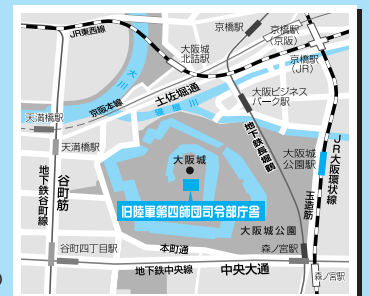 JR東西線
大阪城
北詰駅
京橋駅
京橋駅
(京阪)
京橋駅
(JR)
大川
京阪本線
土佐堀通
寝屋川
大阪ビジネス
パーク駅
天満橋駅
天満橋駅
地下鉄長堀鶴
大阪城
公園駅
JR大阪環状線
地下鉄谷町線
谷町筋
大阪城
旧陸軍第四師団司令部庁舎
玉造筋
大阪城公園
谷町四丁目駅
本町通
森ノ宮駅
地下鉄中央線
中央大通
森ノ宮駅